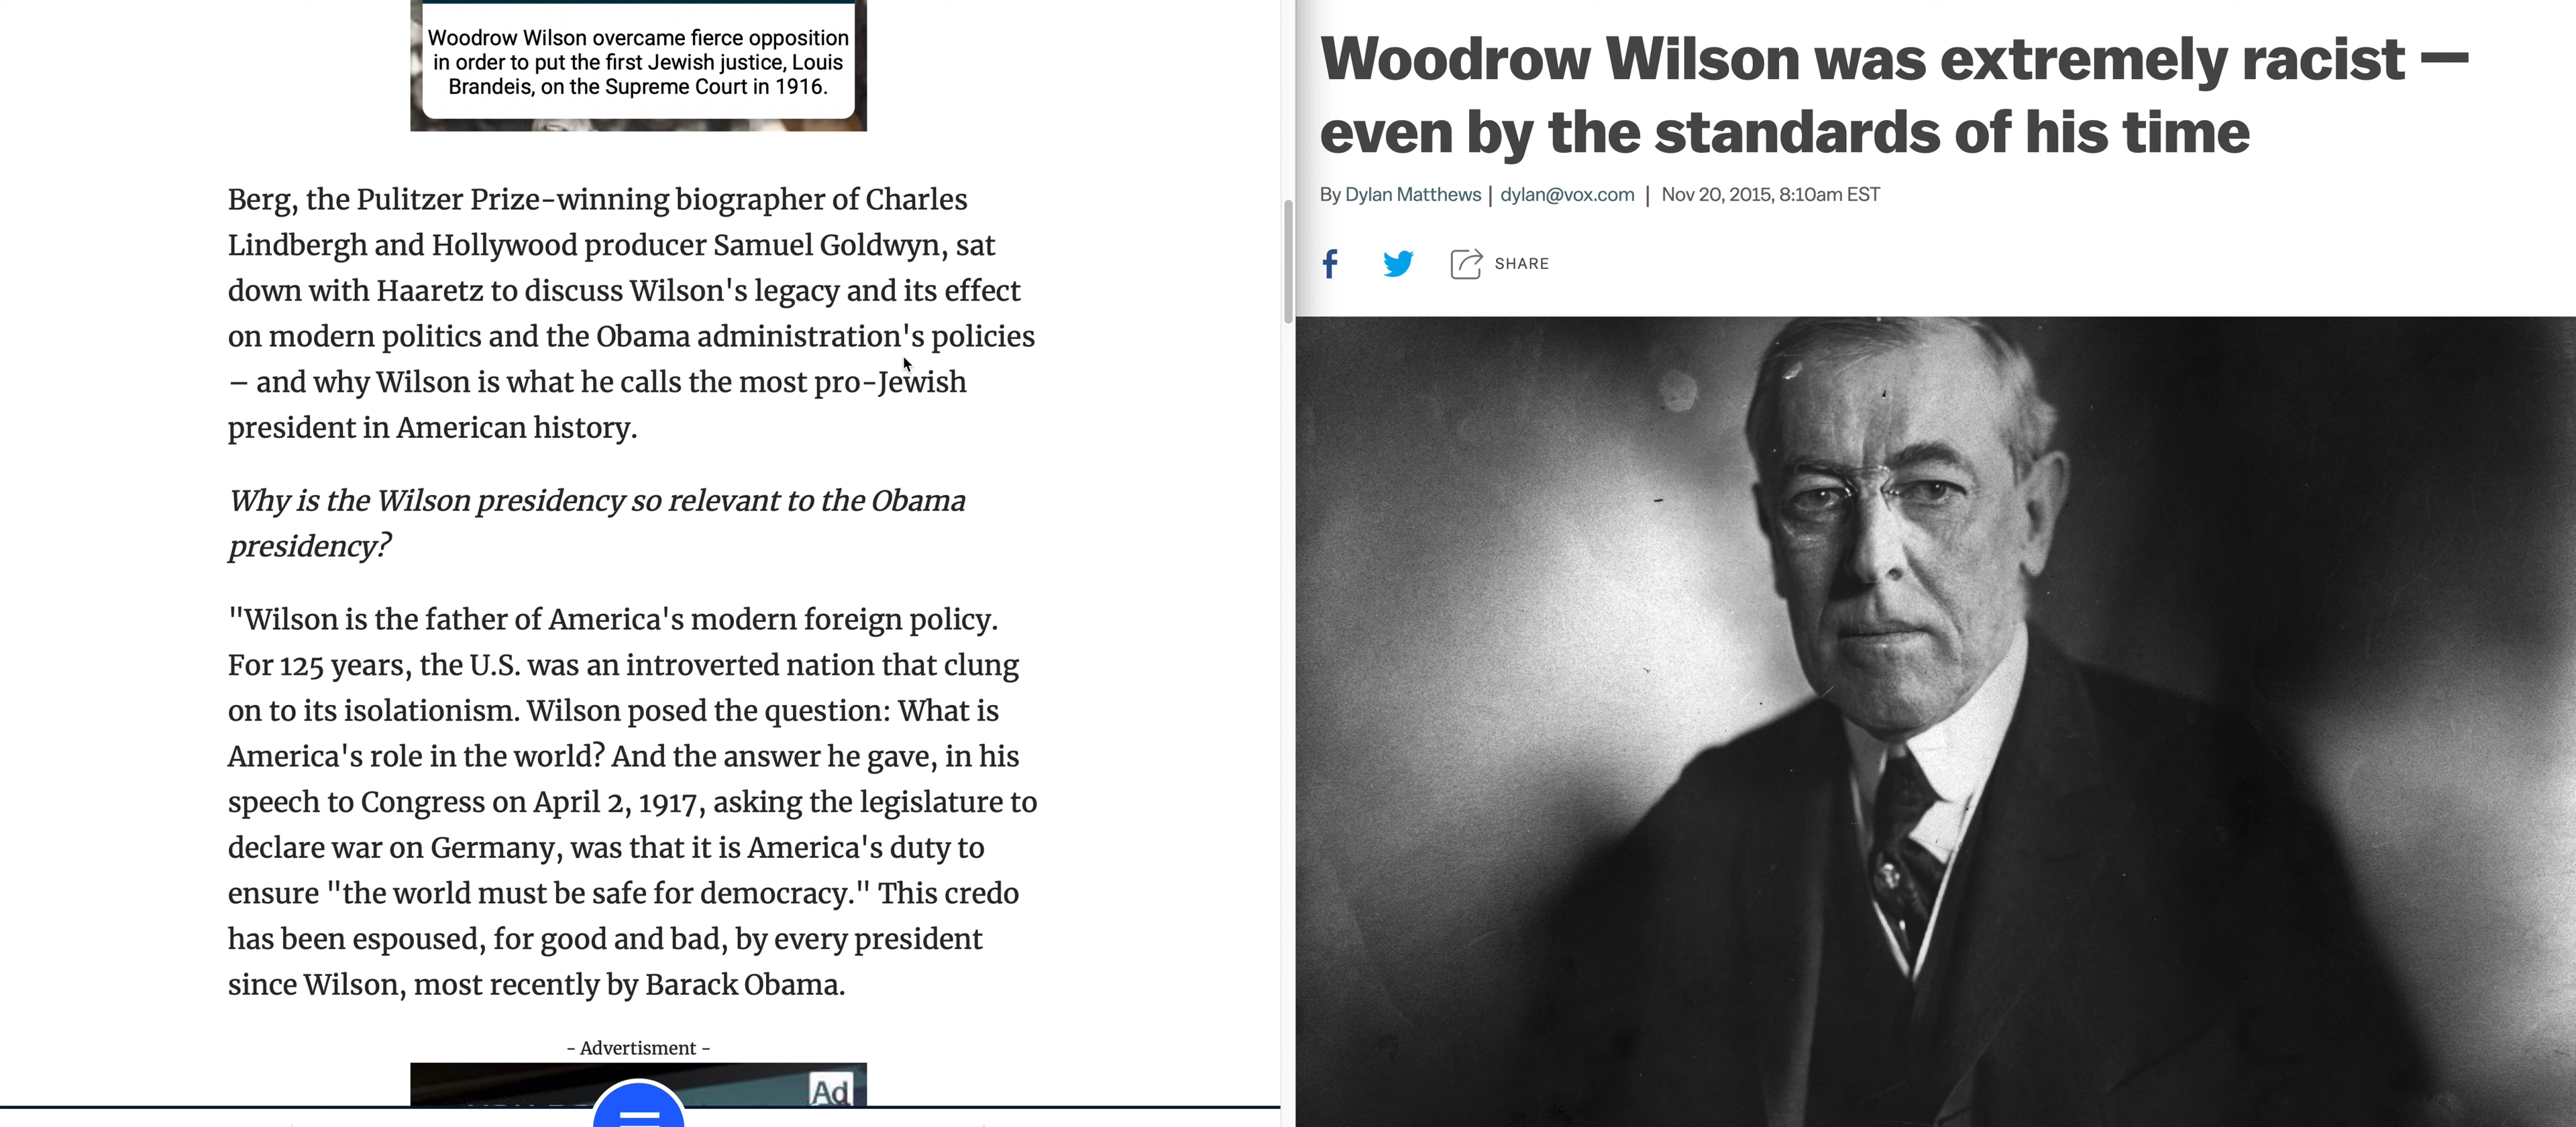 Woodrow Wilson overcame fierce opposition
in order to put the first Jewish justice, Louis
Brandeis, on the Supreme Court in 1916.
Berg, the Pulitzer Prize-winning biographer of Charles
Lindbergh and Hollywood producer Samuel Goldwyn, sat
down with Haaretz to discuss Wilson's legacy and its effect
on modern politics and the Obama administration's policies
– and why Wilson is what he calls the most pro-Jewish
president in American history.
Why is the Wilson presidency so relevant to the Obama
presidency?
"Wilson is the father of America's modern foreign policy.
For 125 years, the U.S. was an introverted nation that clung
on to its isolationism. Wilson posed the question: What is
America's role in the world? And the answer he gave, in his
speech to Congress on April 2, 1917, asking the legislature to
declare war on Germany, was that it is America's duty to
ensure "the world must be safe for democracy." This credo
has been espoused, for good and bad, by every president
since Wilson, most recently by Barack Obama.
- Advertisment -
Ad
Woodrow Wilson was extremely racist —
even by the standards of his time
By Dylan Matthews | dylan@vox.com | Nov 20, 2015, 8:10am EST
SHARE